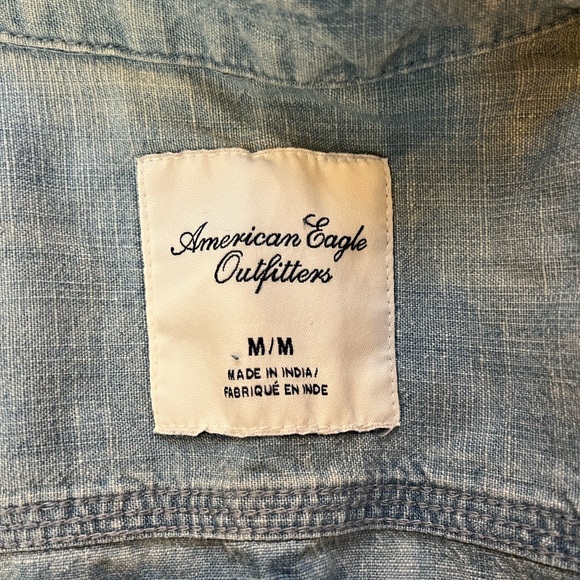 American Eagle
Outfitters
M/M
MADE IN INDIA/
FABRIQUÉ EN INDE